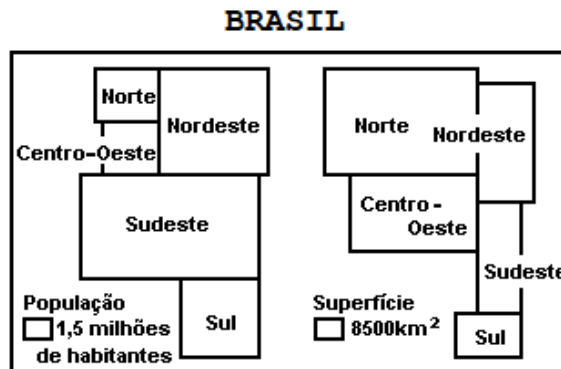 BRASIL
Norte
Nordeste
Centro-Oeste
Sudeste
Sul
População
1,5 milhões
de habitantes
Norte
Nordeste
Centro -
Oeste
Sudeste
Sul
Superfície
8500km²